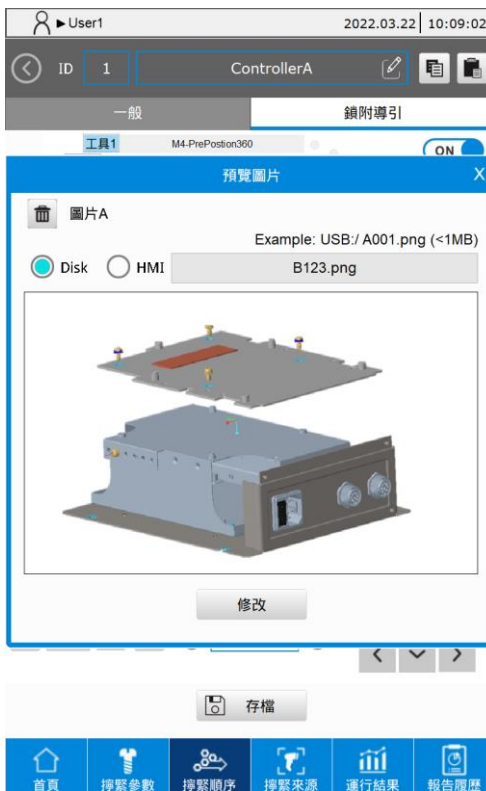 ▶User1 2022.03.22 10:09:02
ID 1 ControllerA
一般 鎖附導引
工具1 M4-PrePostion360 ON
預覽圖片 X
圖片A
Example: USB:/ A001.png (<1MB)
Disk HMI B123.png
修改
存檔
首頁 擰緊參數 擰緊順序 擰緊來源 運行結果 報告履歷